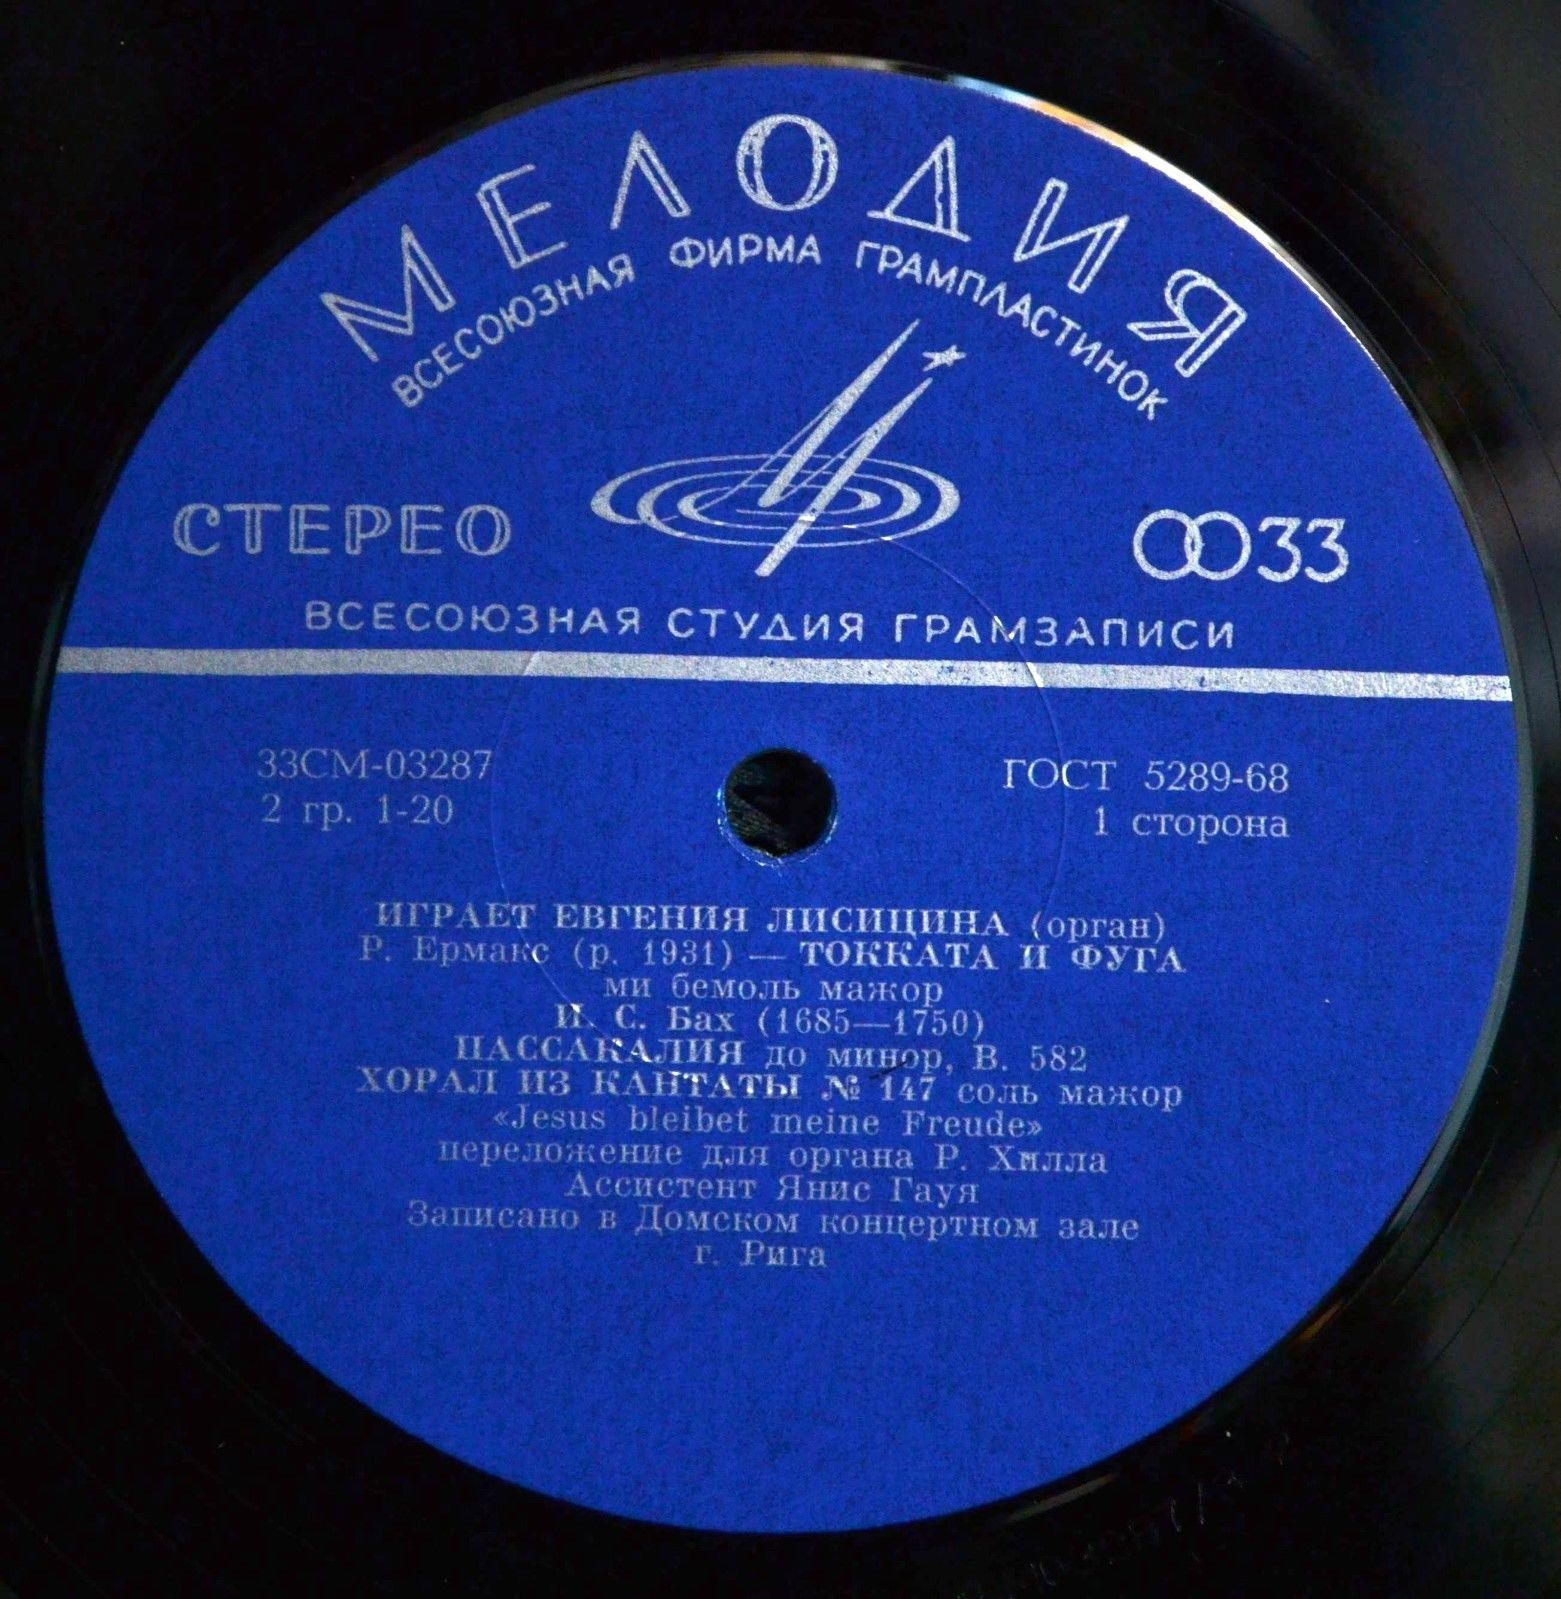 МЕЛОДИЯ
ВСЕСОЮЗНАЯ ФИРМА ГРАМПЛАСТИНОК
СТЕРЕО
33
ВСЕСОЮЗНАЯ СТУДИЯ ГРАМЗАПИСИ
33СМ-03287
ГОСТ 5289-68
2 гр. 1-20
1 сторона
ИГРАЕТ ЕВГЕНИЯ ЛИСИЦИНА (орган)
Р. Ермакс (р. 1931) — ТОККАТА И ФУГА
ми бемоль мажор
И. С. Бах (1685—1750)
ПАССАКАЛИЯ до минор, В. 582
ХОРАЛ ИЗ КАНТАТЫ № 147 соль мажор
«Jesus bleibet meine Freude»
переложение для органа Р. Хилла
Ассистент Янис Гауя
Записано в Домском концертном зале
г. Рига